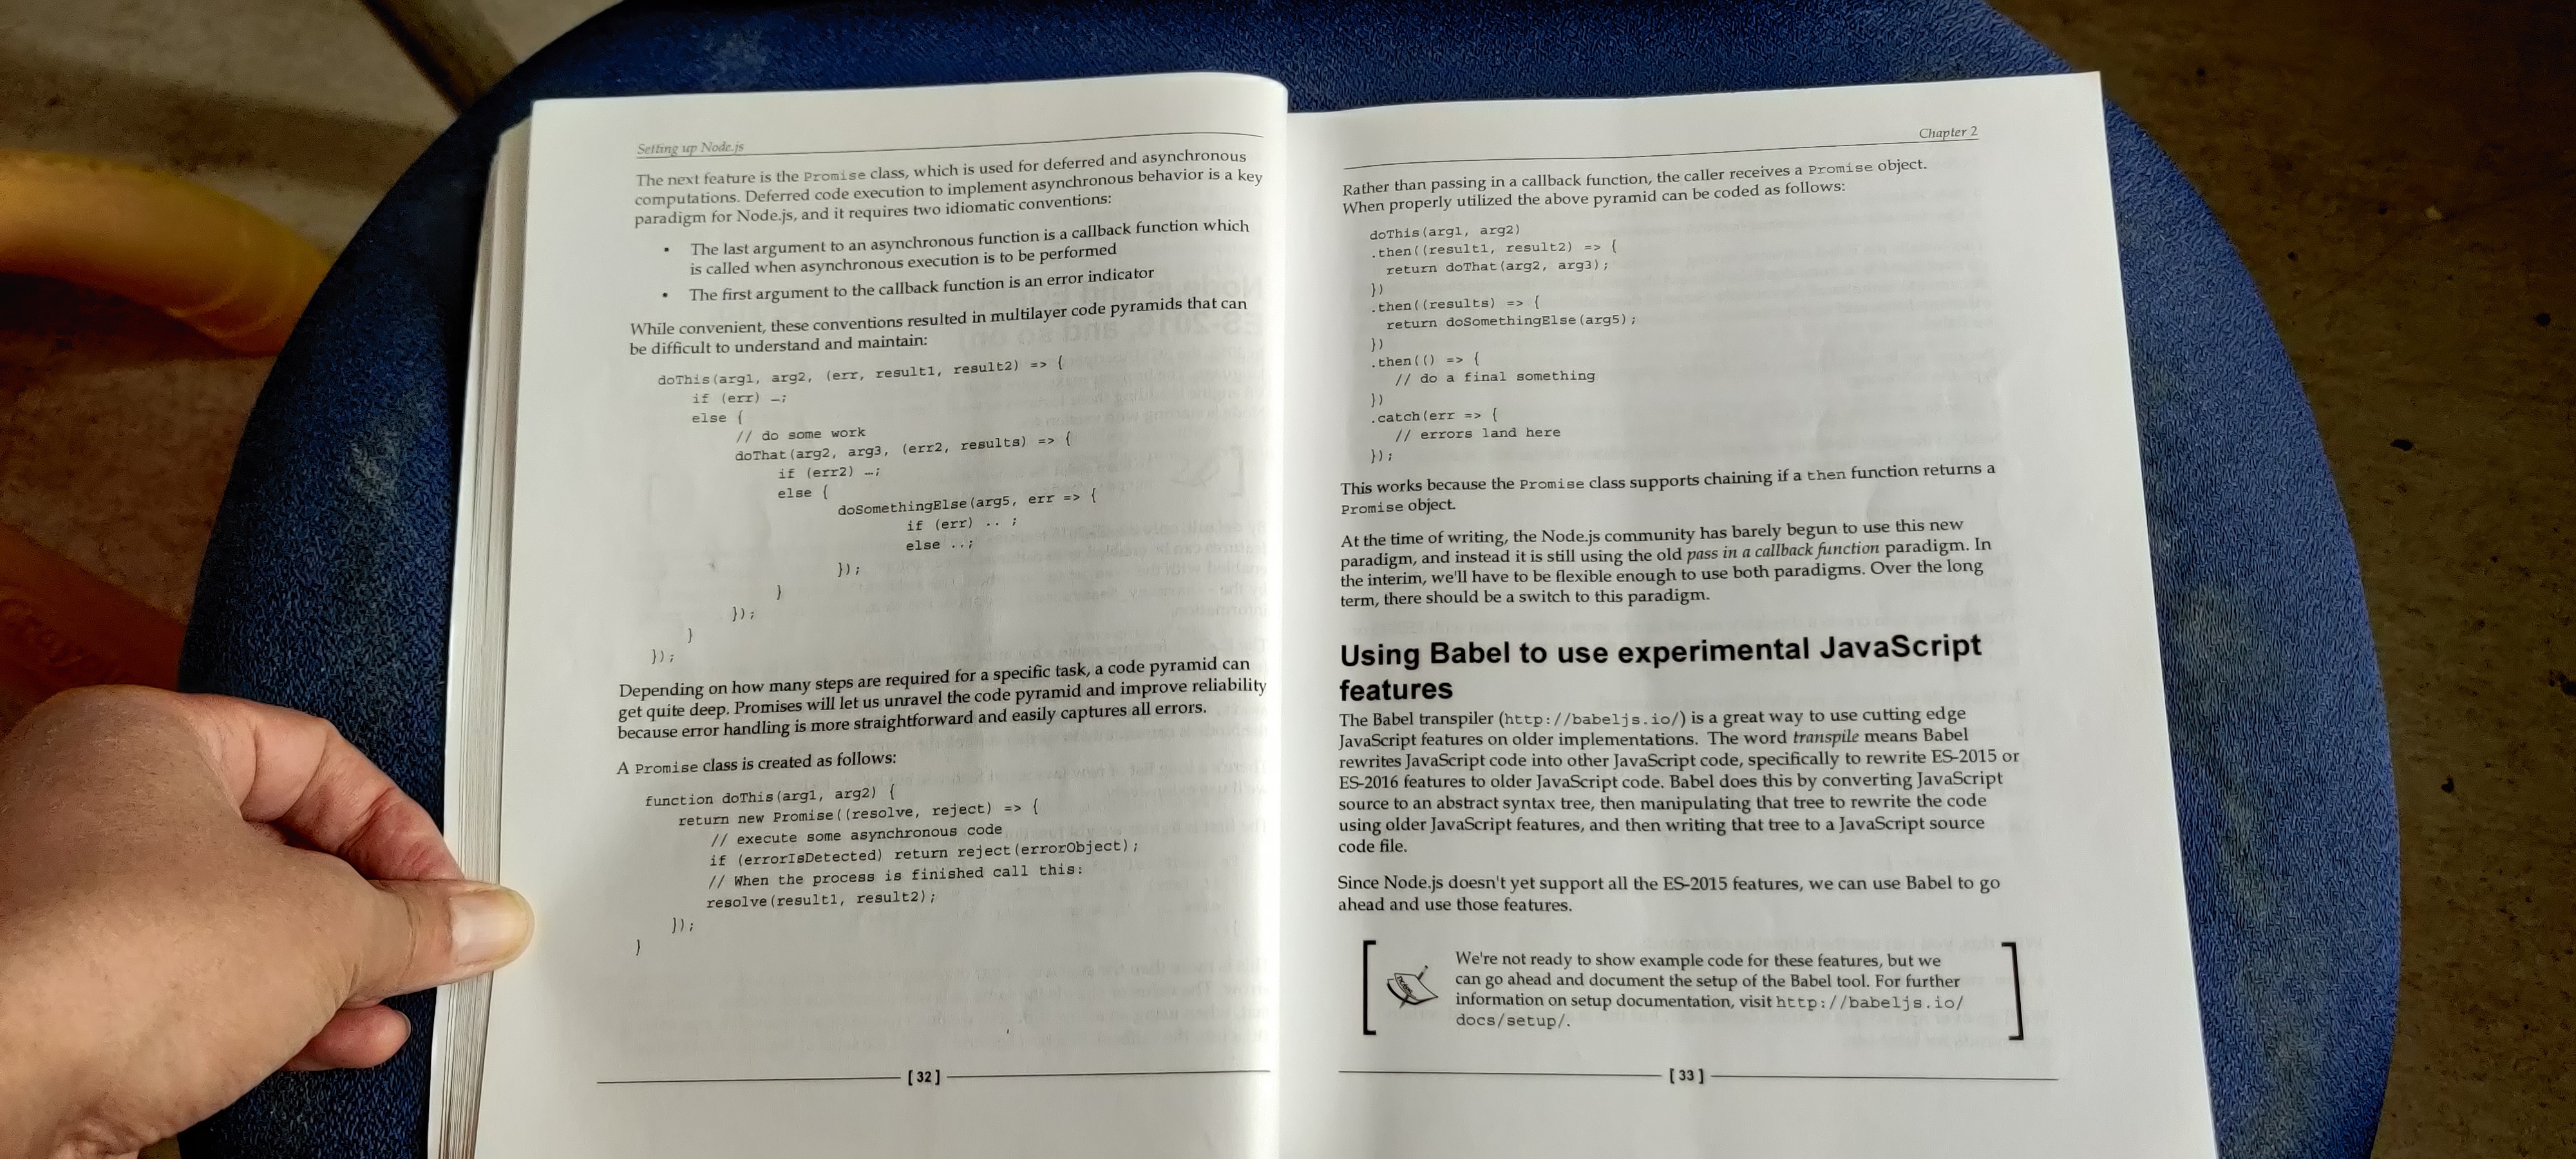 Setting up Node.js
The next feature is the Promise class, which is used for deferred and asynchronous
computations. Deferred code execution to implement asynchronous behavior is a key
paradigm for Node.js, and it requires two idiomatic conventions:
• The last argument to an asynchronous function is a callback function which
is called when asynchronous execution is to be performed
• The first argument to the callback function is an error indicator
While convenient, these conventions resulted in multilayer code pyramids that can
be difficult to understand and maintain:
doThis(arg1, arg2, (err, result1, result2) => {
if (err) …;
else {
// do some work
doThat(arg2, arg3, (err2, results) => {
if (err2) …;
else {
doSomethingElse(arg5, err => {
if (err) .. ;
else ..;
});
}
});
}
});
Depending on how many steps are required for a specific task, a code pyramid can
get quite deep. Promises will let us unravel the code pyramid and improve reliability
because error handling is more straightforward and easily captures all errors.
A Promise class is created as follows:
function doThis(arg1, arg2) {
return new Promise((resolve, reject) => {
// execute some asynchronous code
if (errorIsDetected) return reject(errorObject);
// When the process is finished call this:
resolve(result1, result2);
});
}
[ 32 ]
Chapter 2
Rather than passing in a callback function, the caller receives a Promise object.
When properly utilized the above pyramid can be coded as follows:
doThis(arg1, arg2)
.then((result1, result2) => {
return doThat(arg2, arg3);
})
.then((results) => {
return doSomethingElse(arg5);
})
.then(() => {
// do a final something
})
.catch(err => {
// errors land here
});
This works because the Promise class supports chaining if a then function returns a
Promise object.
At the time of writing, the Node.js community has barely begun to use this new
paradigm, and instead it is still using the old pass in a callback function paradigm. In
the interim, we'll have to be flexible enough to use both paradigms. Over the long
term, there should be a switch to this paradigm.
Using Babel to use experimental JavaScript
features
The Babel transpiler (http://babeljs.io/) is a great way to use cutting edge
JavaScript features on older implementations. The word transpile means Babel
rewrites JavaScript code into other JavaScript code, specifically to rewrite ES-2015 or
ES-2016 features to older JavaScript code. Babel does this by converting JavaScript
source to an abstract syntax tree, then manipulating that tree to rewrite the code
using older JavaScript features, and then writing that tree to a JavaScript source
code file.
Since Node.js doesn't yet support all the ES-2015 features, we can use Babel to go
ahead and use those features.
We're not ready to show example code for these features, but we
can go ahead and document the setup of the Babel tool. For further
information on setup documentation, visit http://babeljs.io/
docs/setup/.
[ 33 ]